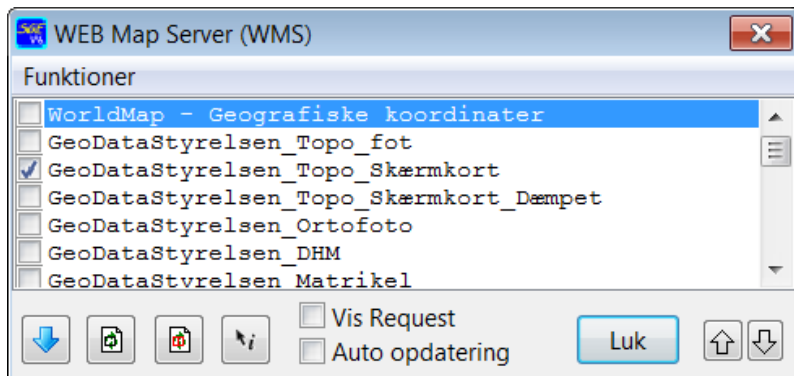 SGF
WEB Map Server (WMS)
Funktioner
WorldMap - Geografiske koordinater
GeoDataStyrelsen_Topo_fot
GeoDataStyrelsen_Topo_Skærmkort
GeoDataStyrelsen_Topo_Skærmkort_Dæmpet
GeoDataStyrelsen_Ortofoto
GeoDataStyrelsen_DHM
GeoDataStyrelsen_Matrikel
i
Vis Request
Auto opdatering
Luk